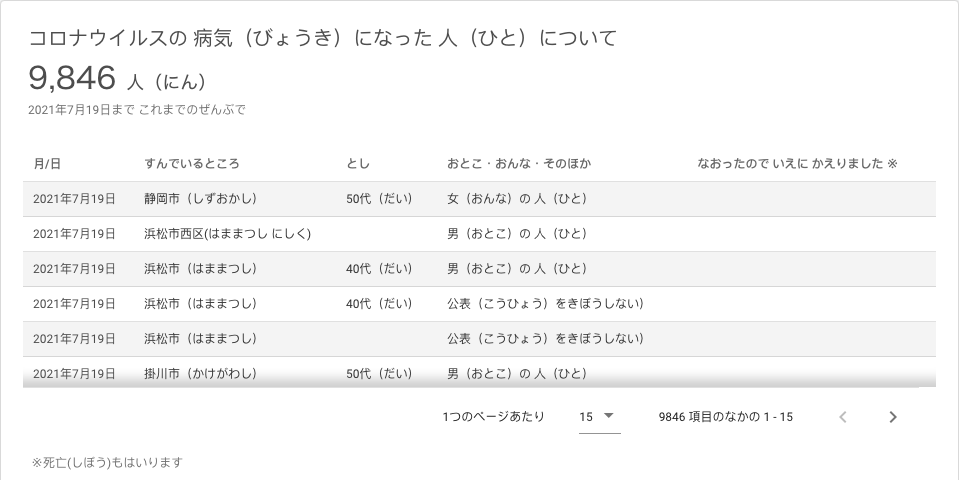 コロナウイルスの 病気（びょうき）になった 人（ひと）について
9,846 人（にん）
2021年7月19日まで これまでのぜんぶで
月/日 すんでいるところ とし おとこ・おんな・そのほか なおったので いえに かえりました ※
2021年7月19日 静岡市（しずおかし） 50代（だい） 女（おんな）の 人（ひと）
2021年7月19日 浜松市西区(はままつし にしく) 男（おとこ）の 人（ひと）
2021年7月19日 浜松市（はままつし） 40代（だい） 男（おとこ）の 人（ひと）
2021年7月19日 浜松市（はままつし） 40代（だい） 公表（こうひょう）をきぼうしない）
2021年7月19日 浜松市（はままつし） 公表（こうひょう）をきぼうしない）
2021年7月19日 掛川市（かけがわし） 50代（だい） 男（おとこ）の 人（ひと）
1つのページあたり 15 9846 項目のなかの 1 - 15
※死亡(しぼう)もはいります